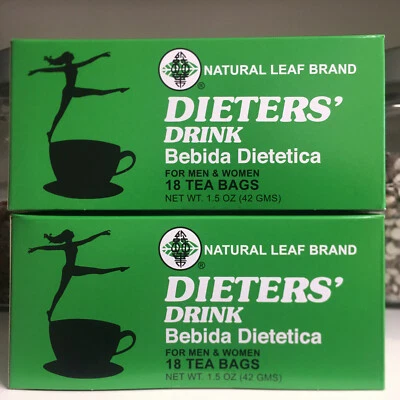 NATURAL LEAF BRAND
®
DIETERS’
DRINK
Bebida Dietetica
FOR MEN & WOMEN
18 TEA BAGS
NET WT. 1.5 OZ (42 GMS)
NATURAL LEAF BRAND
®
DIETERS’
DRINK
Bebida Dietetica
FOR MEN & WOMEN
18 TEA BAGS
NET WT. 1.5 OZ (42 GMS)